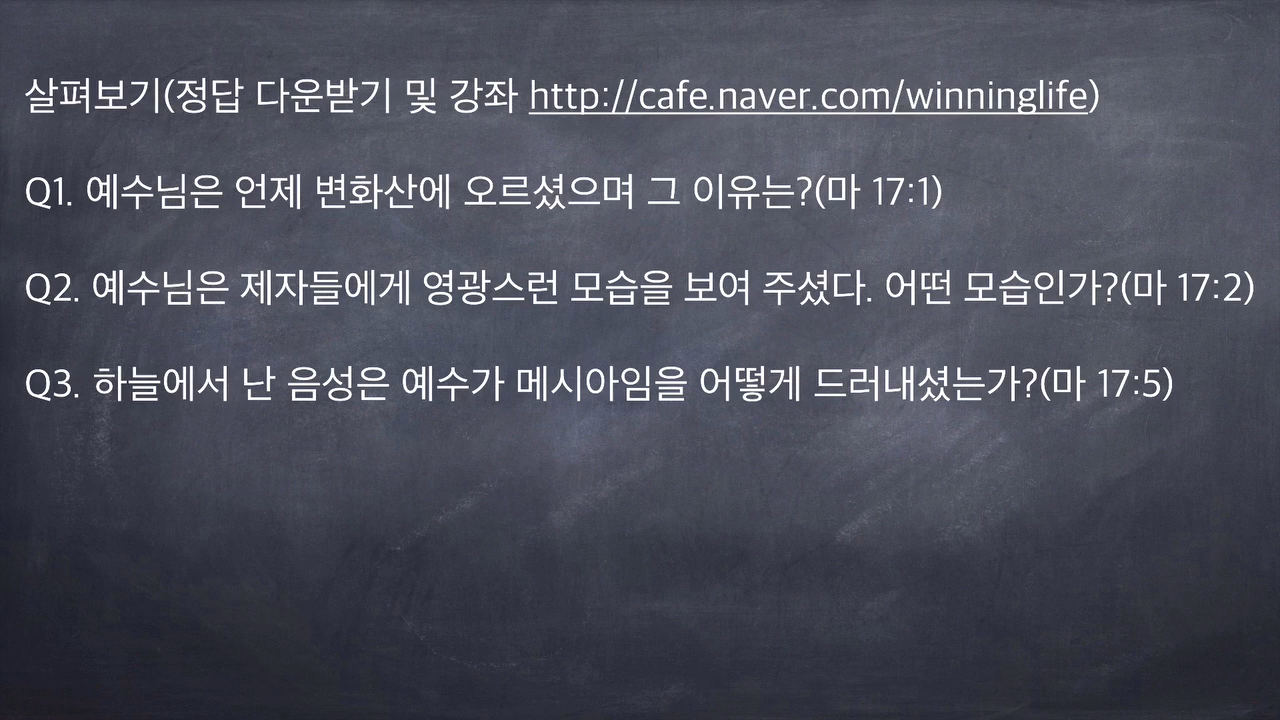 살펴보기(정답 다운받기 및 강좌 http://cafe.naver.com/winninglife)
Q1. 예수님은 언제 변화산에 오르셨으며 그 이유는?(마 17:1)
Q2. 예수님은 제자들에게 영광스런 모습을 보여 주셨다. 어떤 모습인가?(마 17:2)
Q3. 하늘에서 난 음성은 예수가 메시아임을 어떻게 드러내셨는가?(마 17:5)